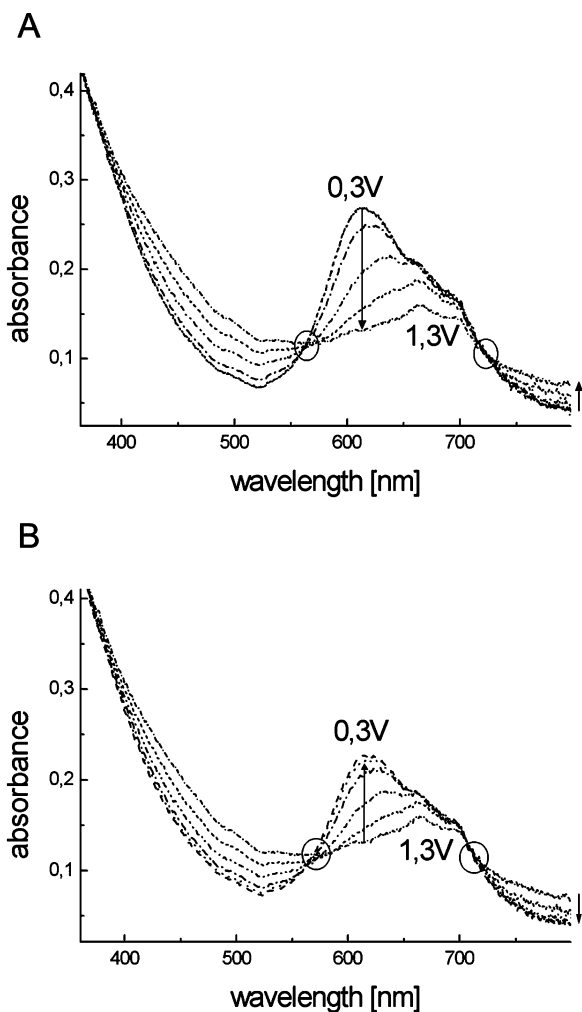 A
0,4
0,3
0,2
0,1
absorbance
0,3V
1,3V
400 500 600 700
wavelength [nm]
B
0,4
0,3
0,2
0,1
absorbance
0,3V
1,3V
400 500 600 700
wavelength [nm]